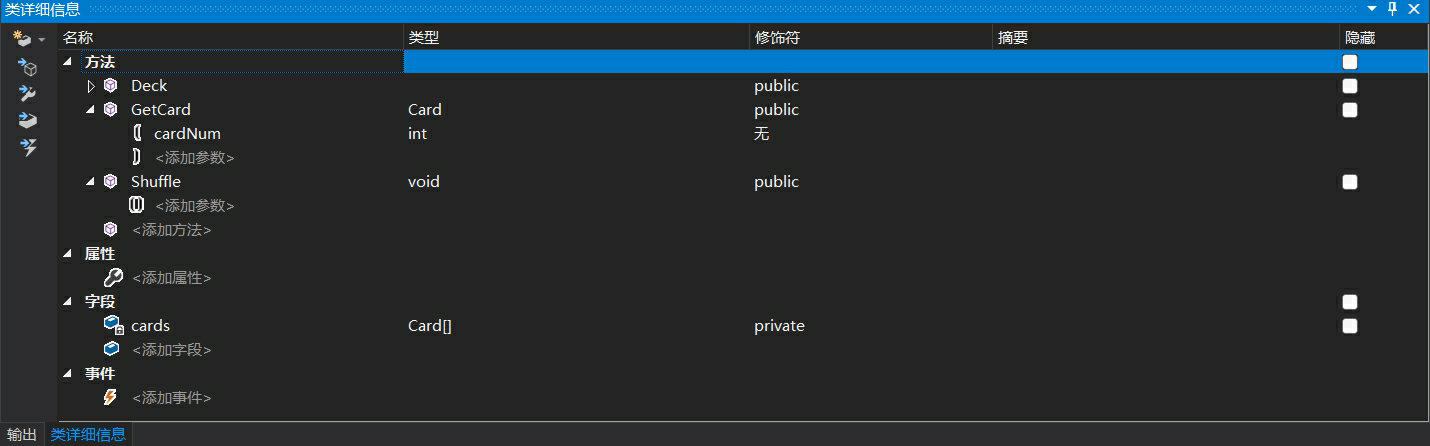 类详细信息
名称 类型 修饰符 摘要 隐藏
方法
Deck public
GetCard Card public
cardNum int 无
<添加参数>
Shuffle void public
<添加参数>
<添加方法>
属性
<添加属性>
字段
cards Card[] private
<添加字段>
事件
<添加事件>
输出 类详细信息